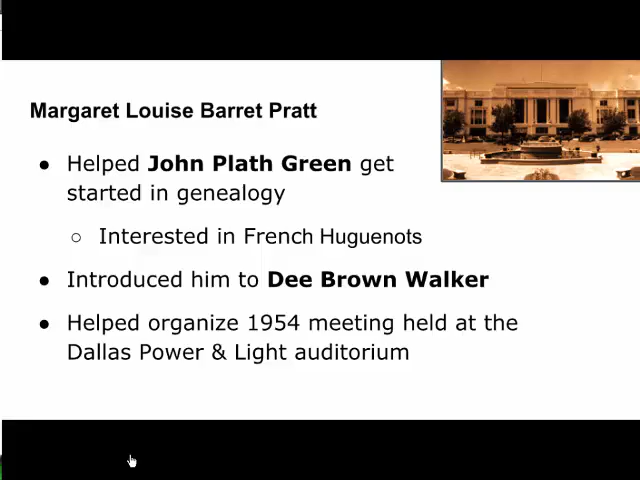 Margaret Louise Barret Pratt
● Helped John Plath Green get
started in genealogy
○ Interested in French Huguenots
● Introduced him to Dee Brown Walker
● Helped organize 1954 meeting held at the
Dallas Power & Light auditorium